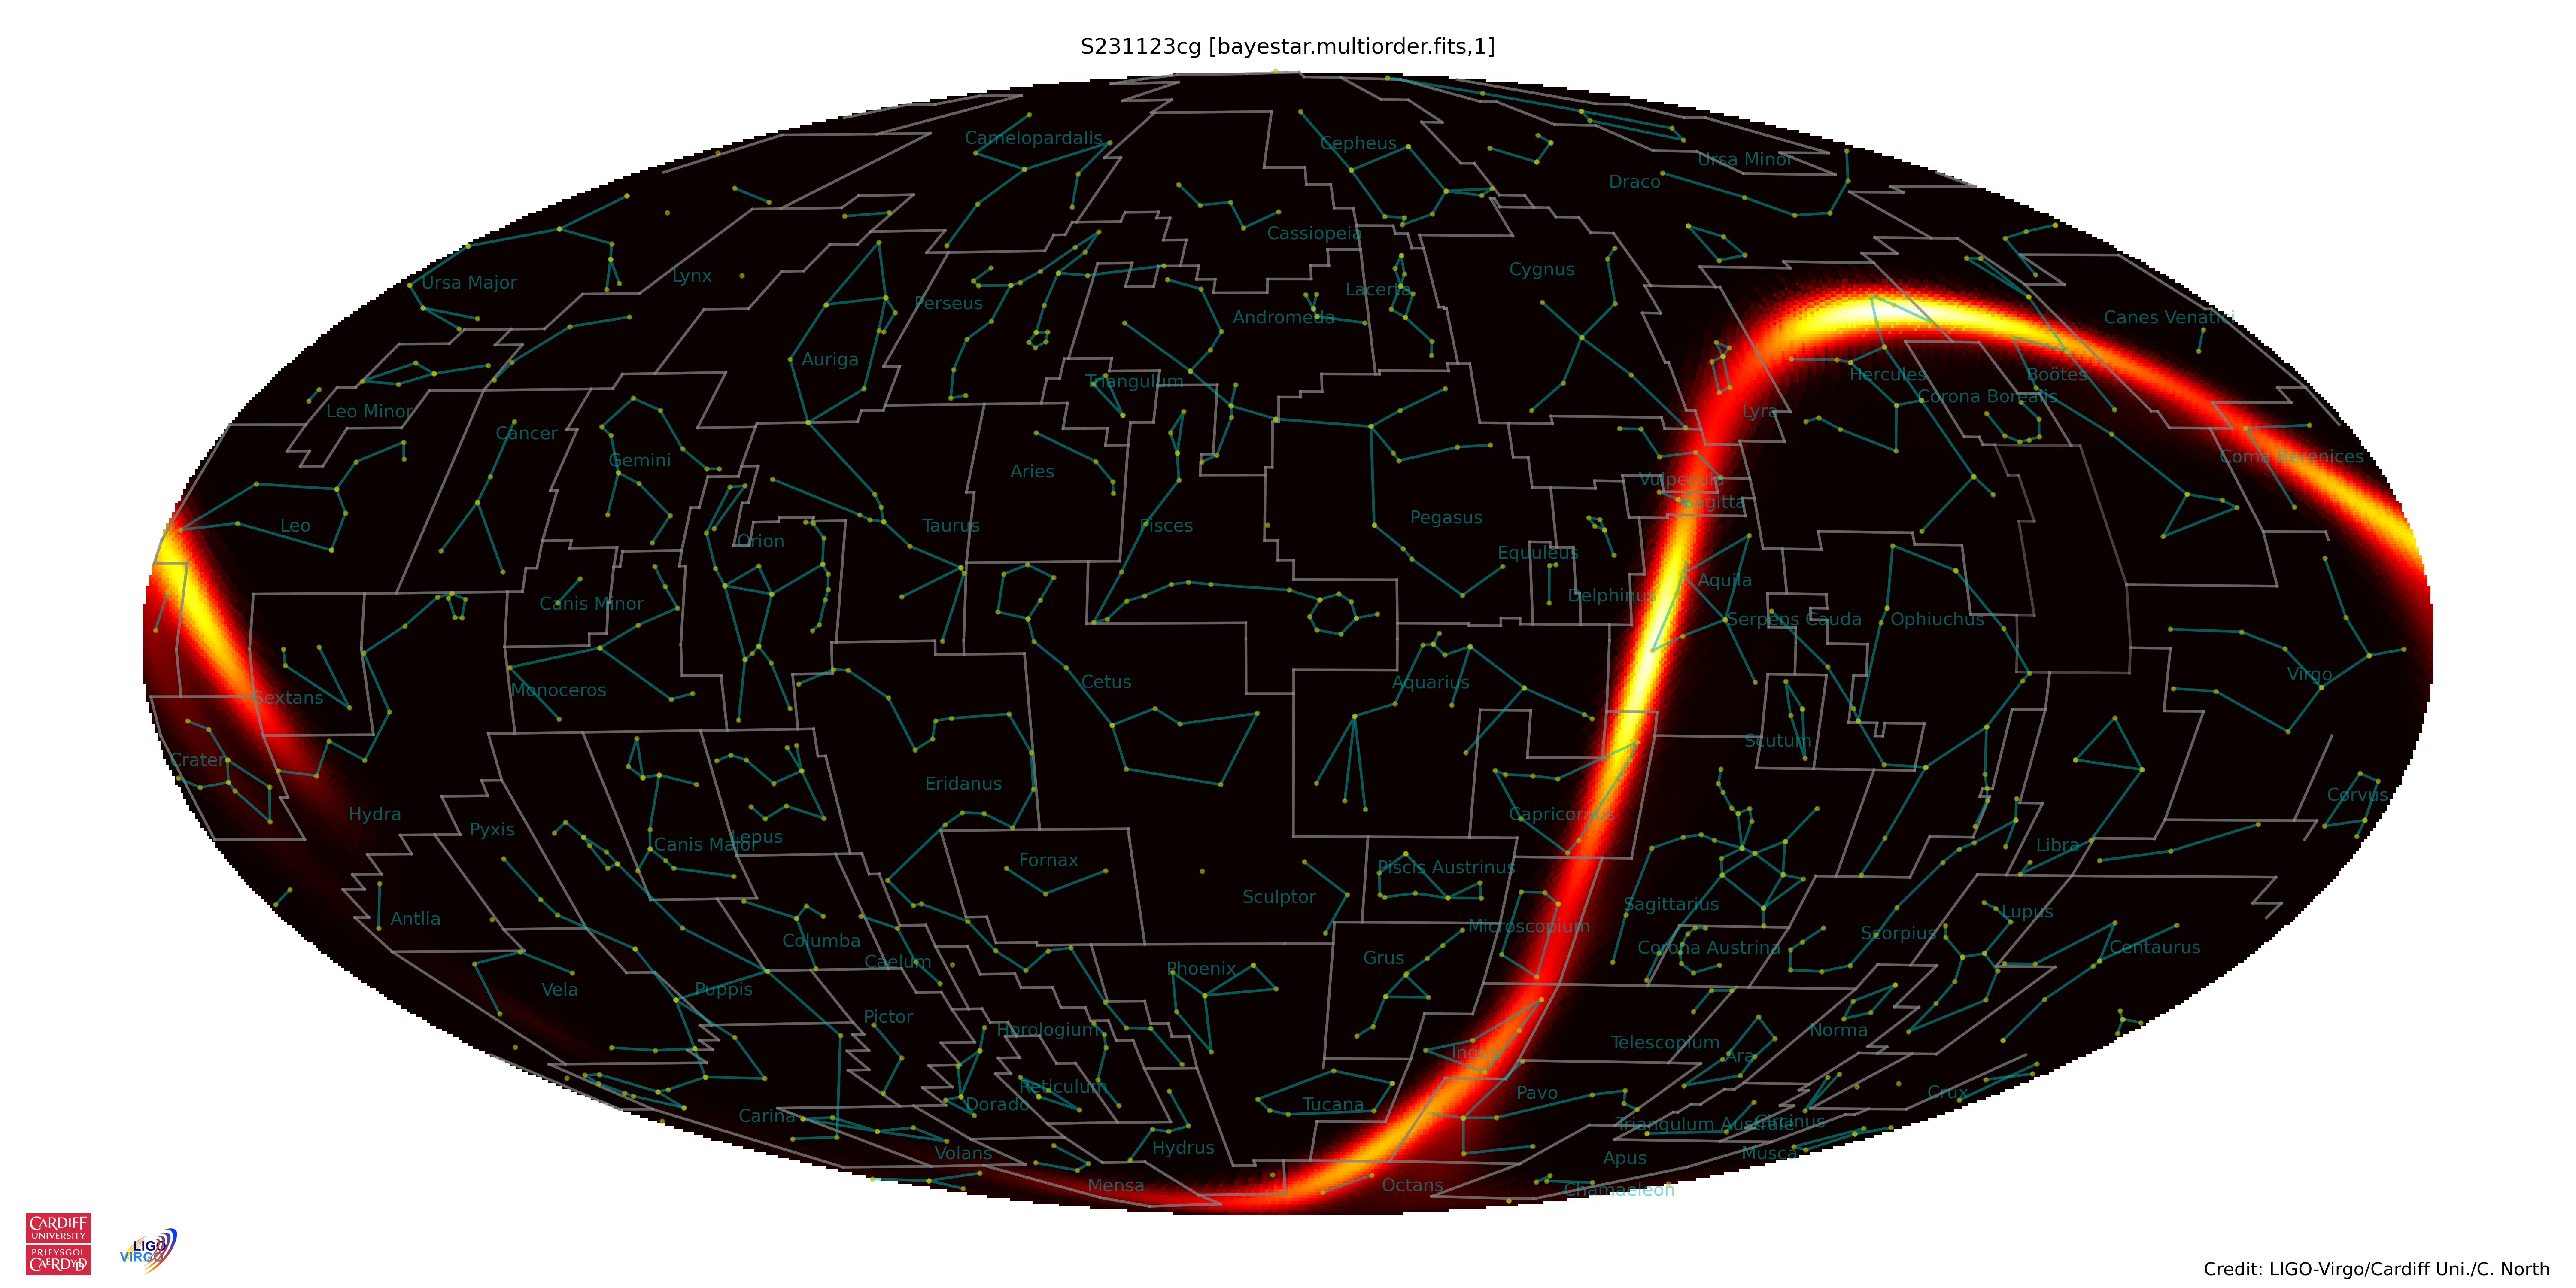 S231123cg [bayestar.multiorder.fits,1]
Camelopardalis
Cepheus
Ursa Minor
Draco
Cassiopeia
Cygnus
Lynx
Ursa Major
Lacerta
Perseus
Andromeda
Canes Venatici
Auriga
Hercules
Boötes
Triangulum
Corona Borealis
Leo Minor
Lyra
Cancer
Coma Berenices
Gemini
Aries
Vulpecula
Sagitta
Pegasus
Leo
Taurus
Pisces
Orion
Equuleus
Aquila
Delphinus
Canis Minor
Serpens Cauda
Ophiuchus
Virgo
Cetus
Aquarius
Monoceros
Sextans
Scutum
Crater
Eridanus
Corvus
Hydra
Capricornus
Pyxis
Lepus
Canis Major
Libra
Fornax
Piscis Austrinus
Sculptor
Sagittarius
Lupus
Antlia
Microscopium
Scorpius
Columba
Corona Austrina
Centaurus
Grus
Caelum
Phoenix
Vela
Puppis
Pictor
Horologium
Norma
Telescopium
Indus
Ara
Reticulum
Pavo
Crux
Dorado
Tucana
Carina
Triangulum Australe
Circinus
Hydrus
Volans
Musca
Apus
Mensa
Octans
Chamaeleon
CARDIFF
UNIVERSITY
PRIFYSGOL
CAERDYDD
LIGO
VIRGO
Credit: LIGO-Virgo/Cardiff Uni./C. North